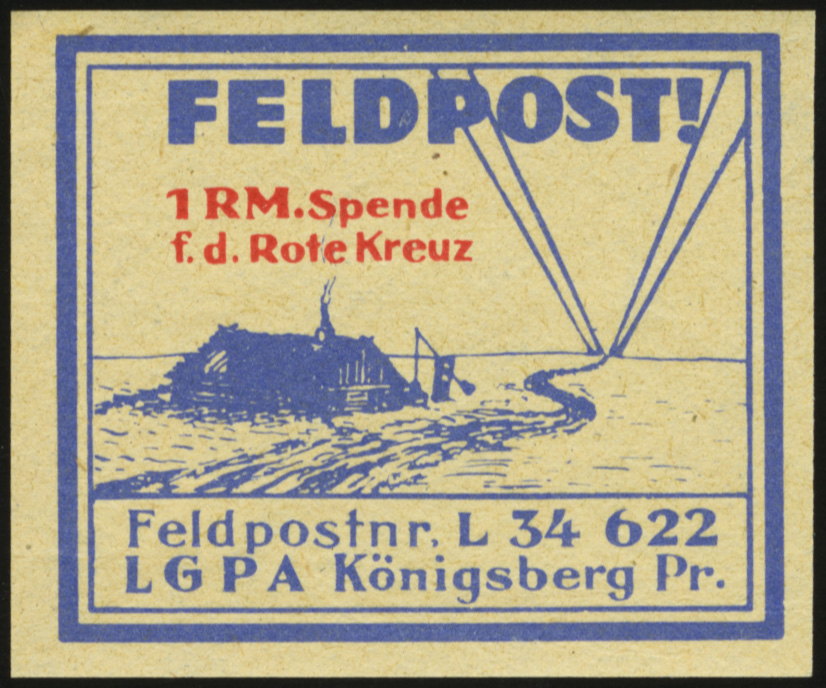 FELDPOST!
1 RM. Spende
f. d. Rote Kreuz
Feldpostnr. L 34 622
LGPA Königsberg Pr.